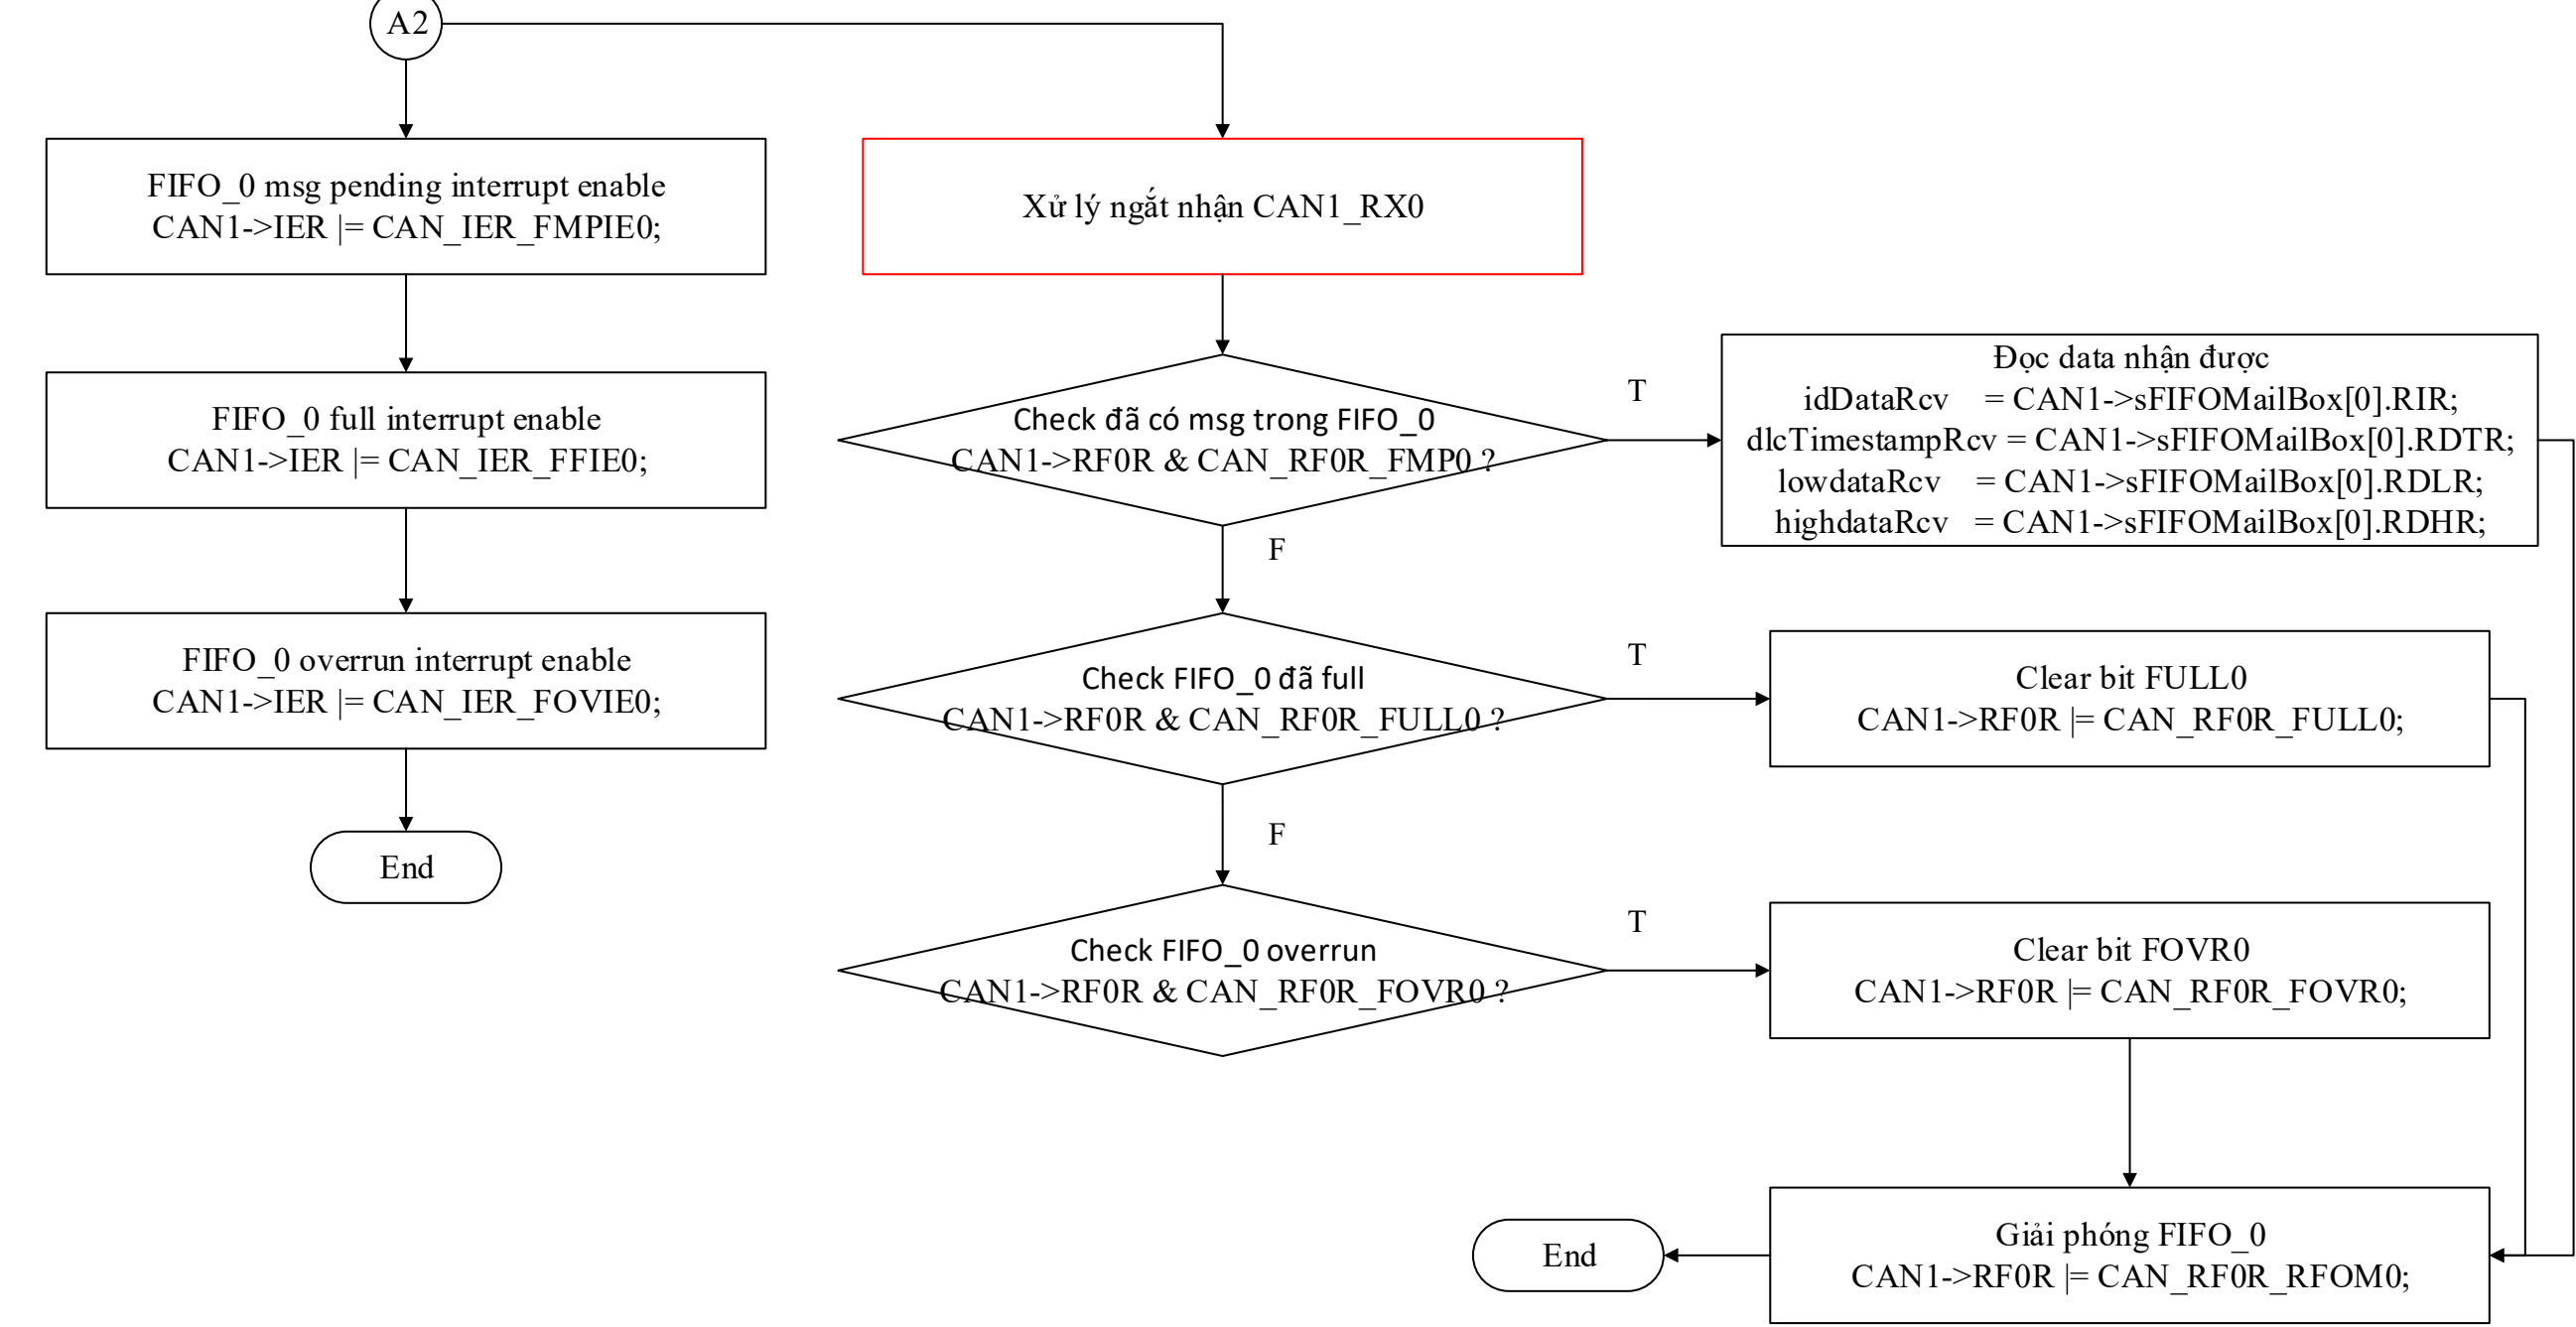 A2
FIFO_0 msg pending interrupt enable
CAN1->IER |= CAN_IER_FMPIE0;
FIFO_0 full interrupt enable
CAN1->IER |= CAN_IER_FFIE0;
FIFO_0 overrun interrupt enable
CAN1->IER |= CAN_IER_FOVIE0;
End
Xử lý ngắt nhận CAN1_RX0
Check đã có msg trong FIFO_0
CAN1->RF0R & CAN_RF0R_FMP0 ?
T
Đọc data nhận được
idDataRcv = CAN1->sFIFOMailBox[0].RIR;
dlcTimestampRcv = CAN1->sFIFOMailBox[0].RDTR;
lowdataRcv = CAN1->sFIFOMailBox[0].RDLR;
highdataRcv = CAN1->sFIFOMailBox[0].RDHR;
F
Check FIFO_0 đã full
CAN1->RF0R & CAN_RF0R_FULL0 ?
T
Clear bit FULL0
CAN1->RF0R |= CAN_RF0R_FULL0;
F
Check FIFO_0 overrun
CAN1->RF0R & CAN_RF0R_FOVR0 ?
T
Clear bit FOVR0
CAN1->RF0R |= CAN_RF0R_FOVR0;
Giải phóng FIFO_0
CAN1->RF0R |= CAN_RF0R_RFOM0;
End